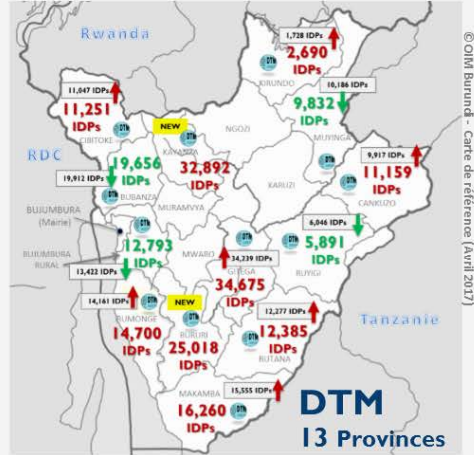 Rwanda
1,728 IDPs
2,690
IDPs
KIRUNDO
11,047 IDPs
11,251
IDPs
CIBITOKE
DTM
NEW
DTM
KAYANZA
32,892
IDPs
NGOZI
10,186 IDPs
9,832
IDPs
MUYINGA
9,917 IDPs
11,159
IDPs
CANKUZO
RDC
19,656
IDPs
19,912 IDPs
BUBANZA
KARUZI
MURAMVYA
6,046 IDPs
5,891
IDPs
RUYIGI
BUJUMBURA
(Mairie)
DTM
12,793
IDPs
BUJUMBURA
RURAL
13,422 IDPs
MWARO
34,239 IDPs
GITEGA
34,675
IDPs
14,161 IDPs
RUMONGE
14,700
IDPs
NEW
BURURI
25,018
IDPs
12,277 IDPs
12,385
IDPs
RUTANA
Tanzanie
MAKAMBA
15,555 IDPs
16,260
IDPs
DTM
DTM
13 Provinces
© OIM Burundi - Carte de référence (Avril 2017)